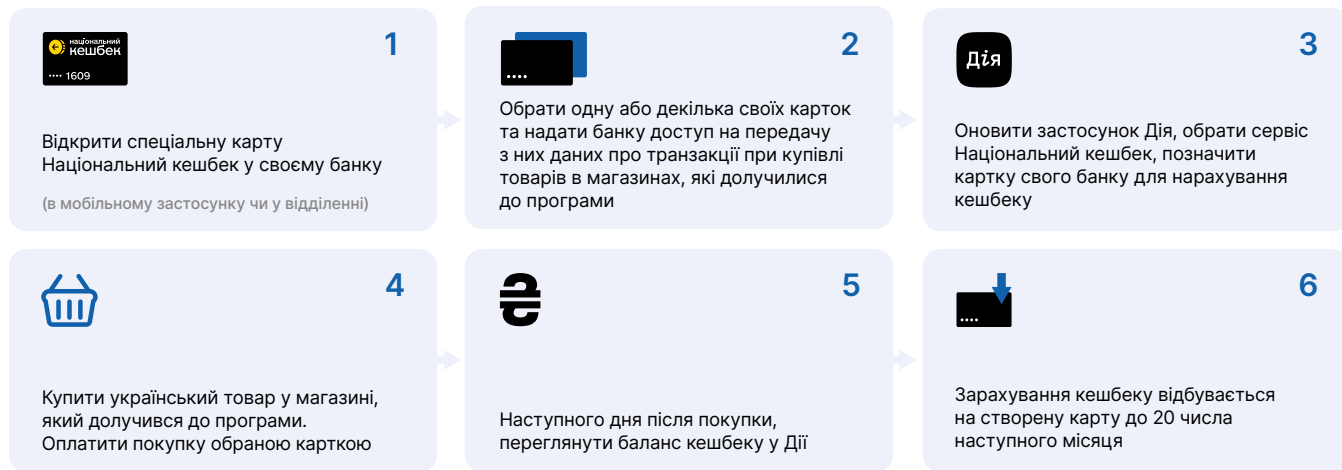 національний
кешбек
•••• 1609
1
Відкрити спеціальну карту
Національний кешбек у своєму банку
(в мобільному застосунку чи у відділенні)
2
Обрати одну або декілька своїх карток
та надати банку доступ на передачу
з них даних про транзакції при купівлі
товарів в магазинах, які долучилися
до програми
Дія
3
Оновити застосунок Дія, обрати сервіс
Національний кешбек, позначити
картку свого банку для нарахування
кешбеку
4
Купити український товар у магазині,
який долучився до програми.
Оплатити покупку обраною карткою
₴
5
Наступного дня після покупки,
переглянути баланс кешбеку у Дії
6
Зарахування кешбеку відбувається
на створену карту до 20 числа
наступного місяця